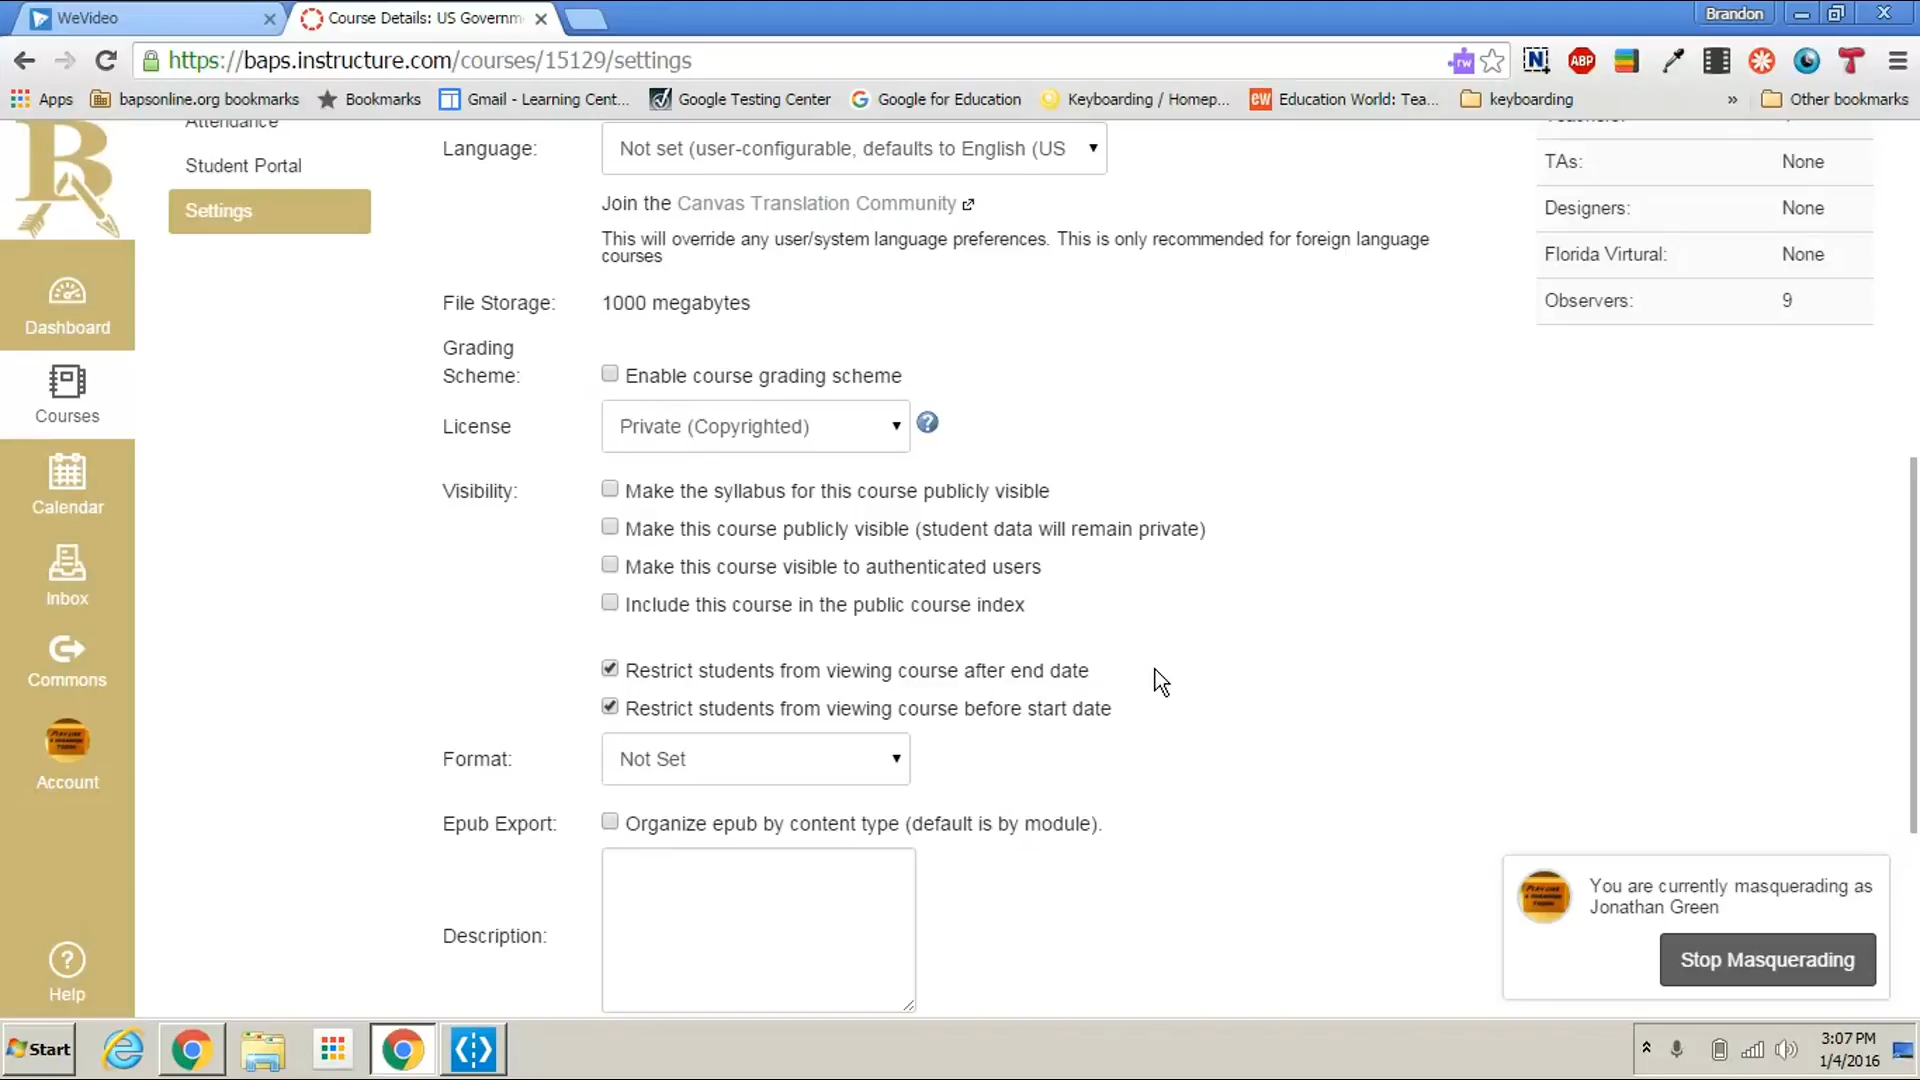 WeVideo
Course Details: US Governm
Brandon
https://baps.instructure.com/courses/15129/settings
rw
N
ABP
Apps
bapsonline.org bookmarks
Bookmarks
Gmail - Learning Cent...
Google Testing Center
Google for Education
Keyboarding / Homep...
ew
Education World: Tea...
keyboarding
»
Other bookmarks
B
Attendance
Student Portal
Settings
Dashboard
Courses
Calendar
Inbox
Commons
Account
Help
Language:
Not set (user-configurable, defaults to English (US
Join the Canvas Translation Community
This will override any user/system language preferences. This is only recommended for foreign language
courses
File Storage:
1000 megabytes
Grading
Scheme:
Enable course grading scheme
License
Private (Copyrighted)
?
Visibility:
Make the syllabus for this course publicly visible
Make this course publicly visible (student data will remain private)
Make this course visible to authenticated users
Include this course in the public course index
Restrict students from viewing course after end date
Restrict students from viewing course before start date
Format:
Not Set
Epub Export:
Organize epub by content type (default is by module).
Description:
TAs:
None
Designers:
None
Florida Virtural:
None
Observers:
9
You are currently masquerading as
Jonathan Green
Stop Masquerading
Start
3:07 PM
1/4/2016